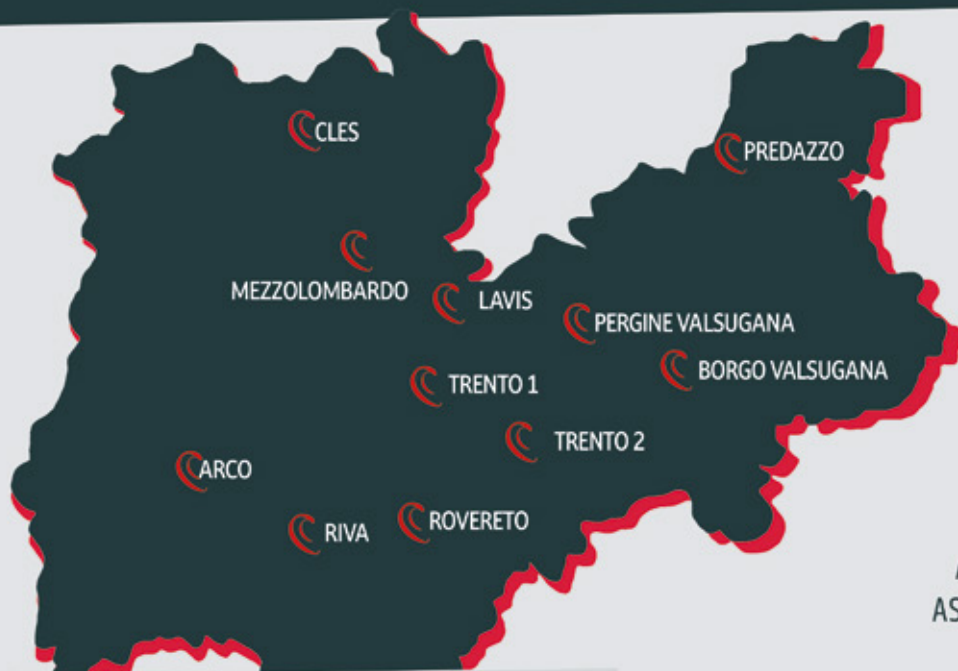 CLES
PREDAZZO
MEZZOLOMBARDO
LAVIS
PERGINE VALSUGANA
BORGO VALSUGANA
TRENTO 1
TRENTO 2
ARCO
RIVA
ROVERETO